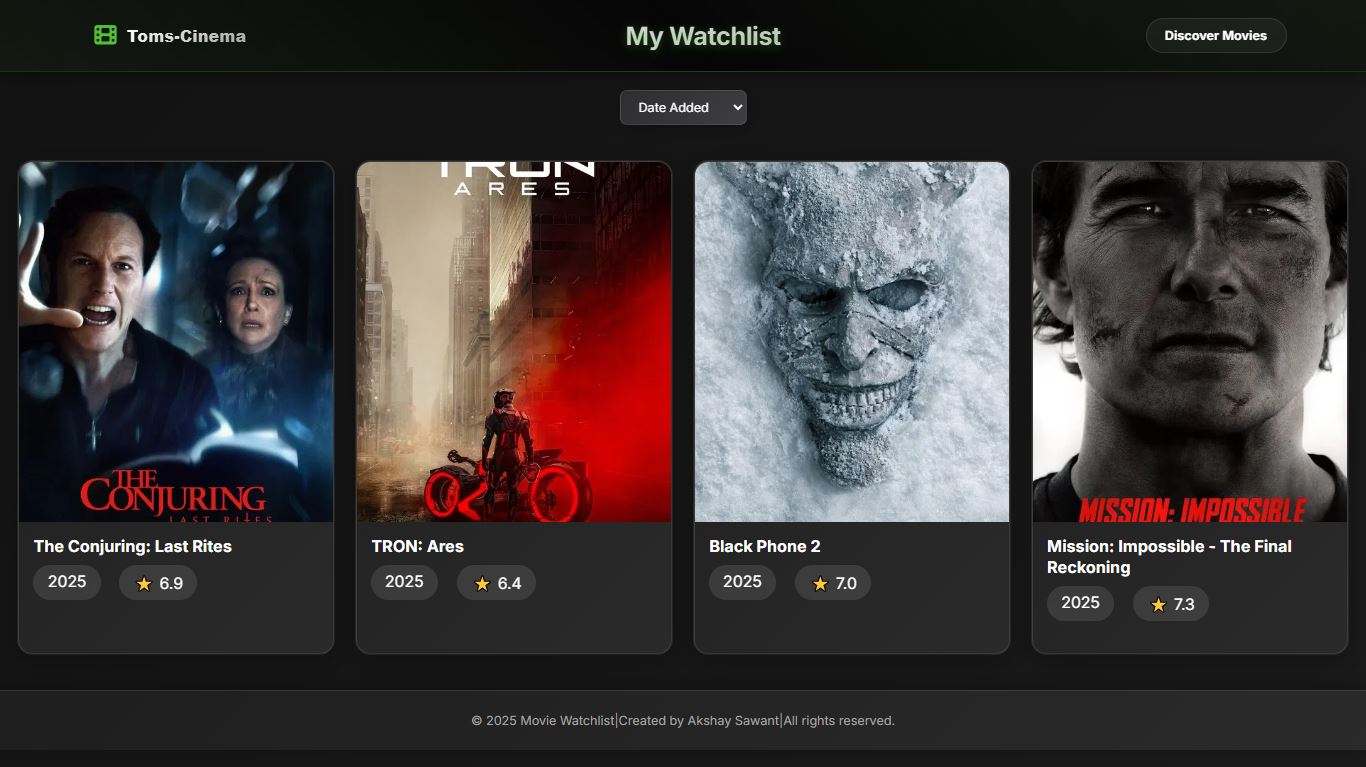 Toms-Cinema
My Watchlist
Discover Movies
Date Added
TRON
ARES
THE
CONJURING
LAST RITES
MISSION: IMPOSSIBLE
The Conjuring: Last Rites
2025
6.9
TRON: Ares
2025
6.4
Black Phone 2
2025
7.0
Mission: Impossible - The Final
Reckoning
2025
7.3
© 2025 Movie Watchlist|Created by Akshay Sawant|All rights reserved.